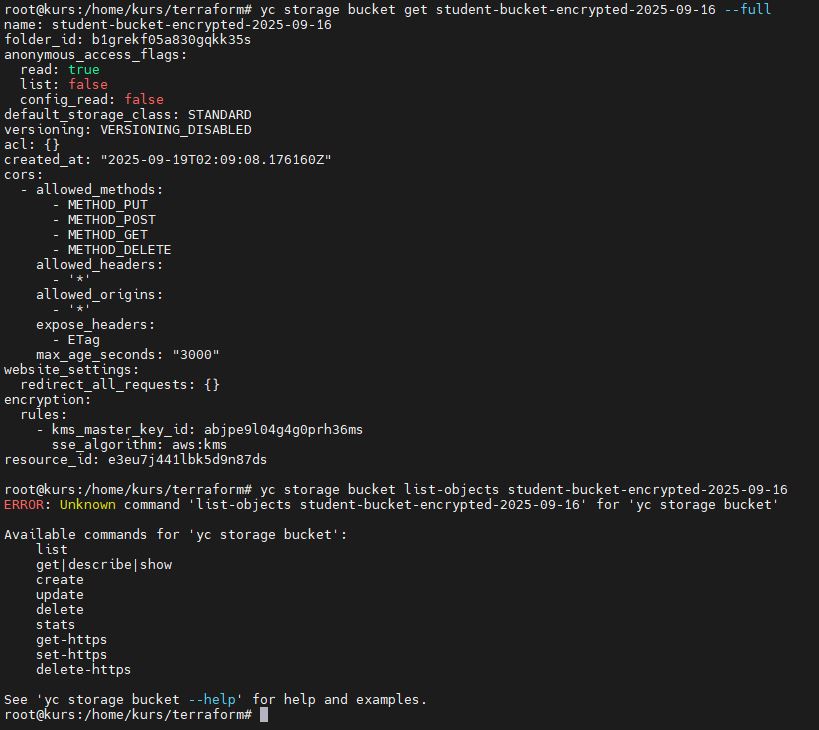 root@kurs:/home/kurs/terraform# yc storage bucket get student-bucket-encrypted-2025-09-16 --full
name: student-bucket-encrypted-2025-09-16
folder_id: b1grekf05a830gqkk35s
anonymous_access_flags:
  read: true
  list: false
  config_read: false
default_storage_class: STANDARD
versioning: VERSIONING_DISABLED
acl: {}
created_at: "2025-09-19T02:09:08.176160Z"
cors:
  - allowed_methods:
      - METHOD_PUT
      - METHOD_POST
      - METHOD_GET
      - METHOD_DELETE
    allowed_headers:
      - '*'
    allowed_origins:
      - '*'
    expose_headers:
      - ETag
    max_age_seconds: "3000"
website_settings:
  redirect_all_requests: {}
encryption:
  rules:
    - kms_master_key_id: abjpe9l04g4g0prh36ms
      sse_algorithm: aws:kms
resource_id: e3eu7j441lbk5d9n87ds
root@kurs:/home/kurs/terraform# yc storage bucket list-objects student-bucket-encrypted-2025-09-16
ERROR: Unknown command 'list-objects student-bucket-encrypted-2025-09-16' for 'yc storage bucket'
Available commands for 'yc storage bucket':
    list
    get|describe|show
    create
    update
    delete
    stats
    get-https
    set-https
    delete-https
See 'yc storage bucket --help' for help and examples.
root@kurs:/home/kurs/terraform#